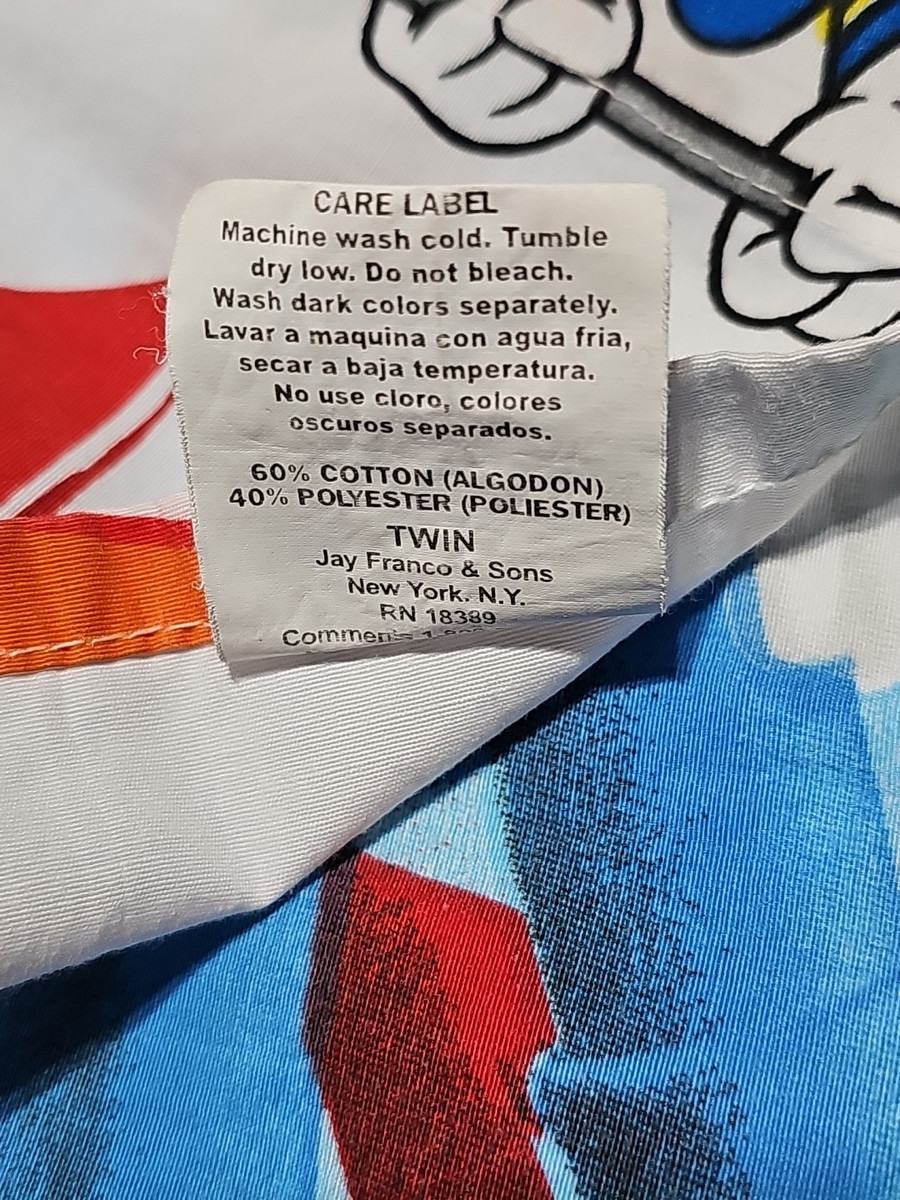 CARE LABEL
Machine wash cold. Tumble
dry low. Do not bleach.
Wash dark colors separately.
Lavar a maquina con agua fria,
secar a baja temperatura.
No use cloro, colores
oscuros separados.
60% COTTON (ALGODON)
40% POLYESTER (POLIESTER)
TWIN
Jay Franco & Sons
New York. N.Y.
RN 18389